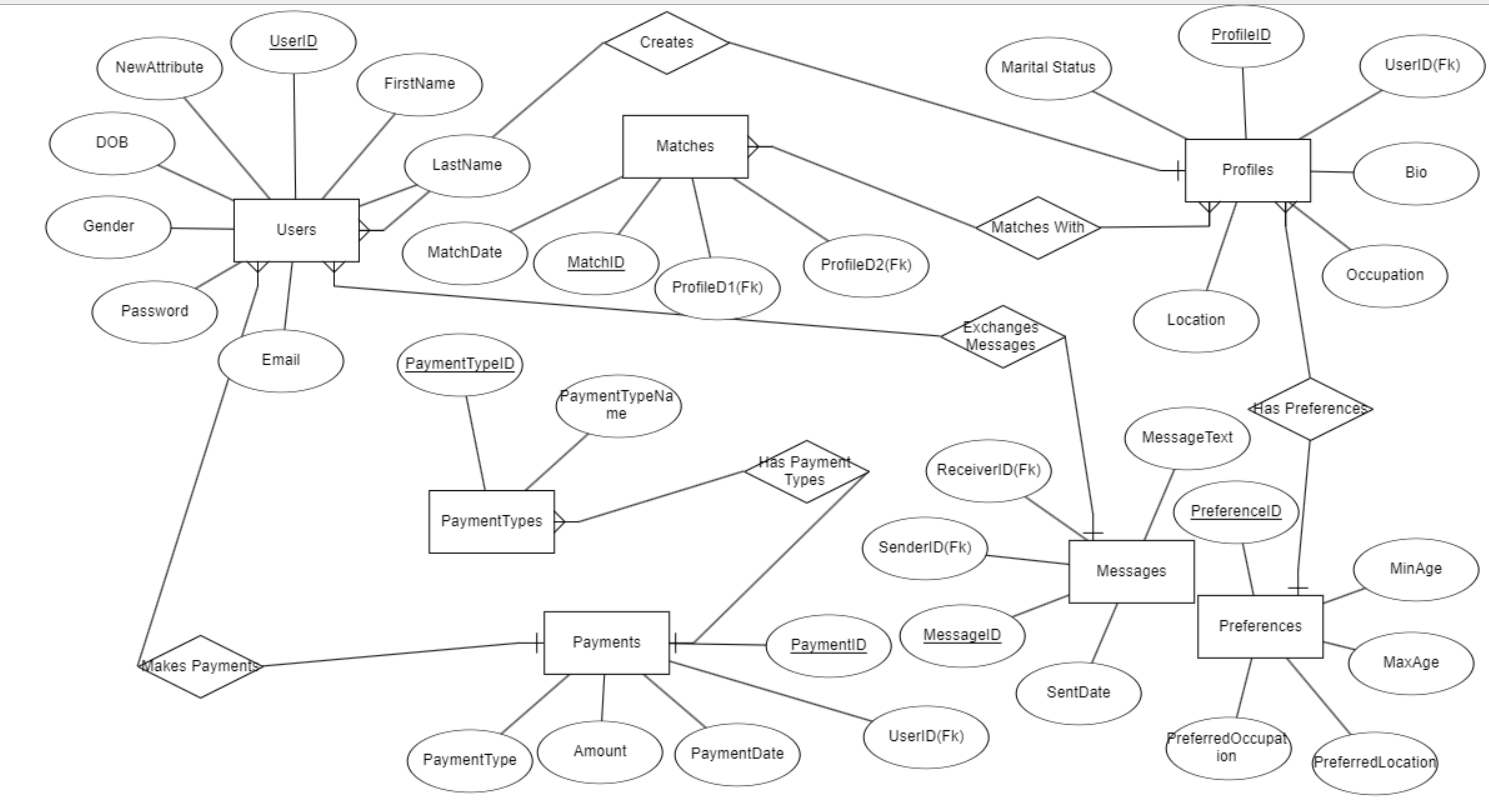 Creates
UserID
NewAttribute
FirstName
DOB
LastName
Gender
Users
Password
Email
Matches
MatchDate
MatchID
ProfileD1(Fk)
ProfileD2(Fk)
Matches With
Marital Status
ProfileID
UserID(Fk)
Profiles
Bio
Occupation
Location
Exchanges
Messages
Has Preferences
PaymentTypeID
PaymentTypeNa
me
PaymentTypes
Has Payment
Types
MessageText
ReceiverID(Fk)
SenderID(Fk)
Messages
MessageID
SentDate
PreferenceID
MinAge
Preferences
MaxAge
PreferredOccupat
ion
PreferredLocation
Makes Payments
Payments
PaymentID
UserID(Fk)
PaymentType
Amount
PaymentDate